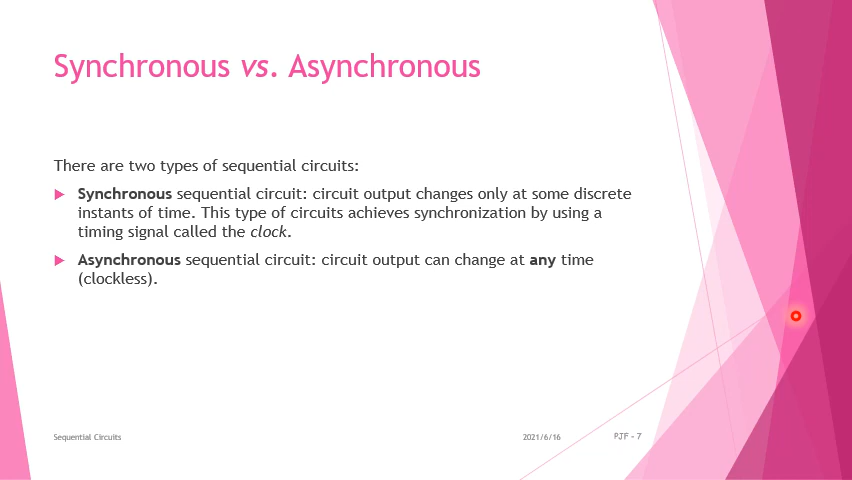 Synchronous vs. Asynchronous
There are two types of sequential circuits:
Synchronous sequential circuit: circuit output changes only at some discrete
instants of time. This type of circuits achieves synchronization by using a
timing signal called the clock.
Asynchronous sequential circuit: circuit output can change at any time
(clockless).
Sequential Circuits
2021/6/16
PJF - 7